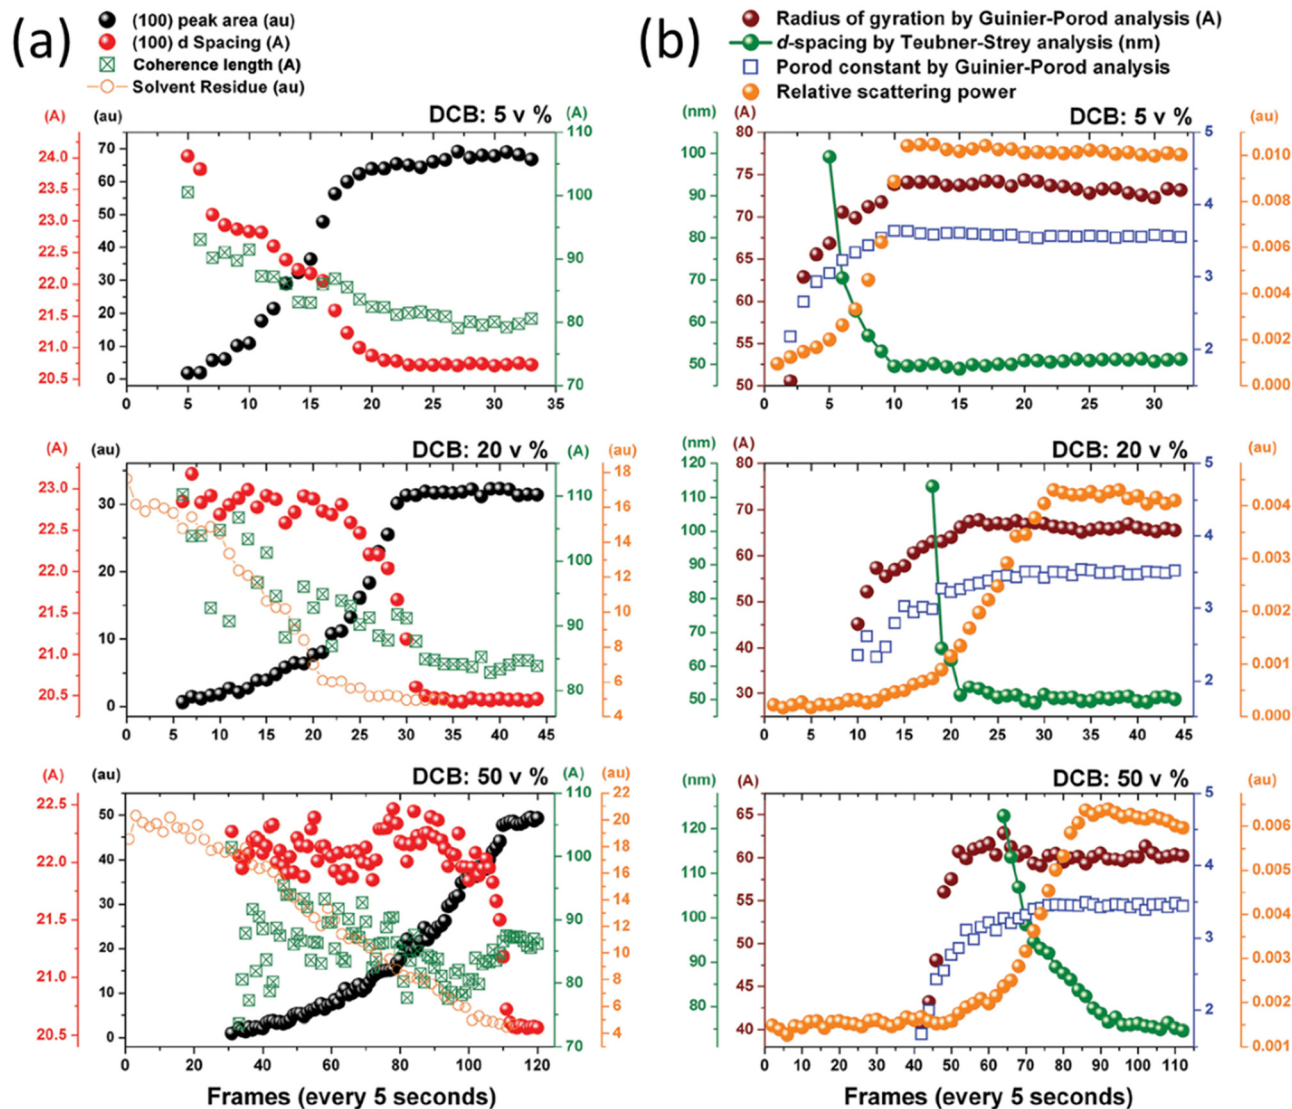 (a)
(100) peak area (au)
(100) d Spacing (A)
Coherence length (A)
Solvent Residue (au)
(b)
Radius of gyration by Guinier-Porod analysis (A)
d-spacing by Teubner-Strey analysis (nm)
Porod constant by Guinier-Porod analysis
Relative scattering power
(A) (au) DCB: 5 v % (A)
24.0 23.5 23.0 22.5 22.0 21.5 21.0 20.5
70 60 50 40 30 20 10 0
110 100 90 80 70
0 5 10 15 20 25 30 35
(nm) (A) DCB: 5 v % (au)
100 90 80 70 60 50
80 75 70 65 60 55 50
5 4 3 2
0.010 0.008 0.006 0.004 0.002 0.000
0 5 10 15 20 25 30
(A) (au) DCB: 20 v % (A) (au)
23.0 22.5 22.0 21.5 21.0 20.5
30 20 10 0
110 100 90 80
18 16 14 12 10 8 6 4
0 5 10 15 20 25 30 35 40 45
(nm) (A) DCB: 20 v % (au)
120 110 100 90 80 70 60 50
80 70 60 50 40 30
5 4 3 2
0.004 0.003 0.002 0.001 0.000
0 5 10 15 20 25 30 35 40 45
(A) (au) DCB: 50 v % (A) (au)
22.5 22.0 21.5 21.0 20.5
50 40 30 20 10 0
110 100 90 80 70
22 20 18 16 14 12 10 8 6 4
0 20 40 60 80 100 120
Frames (every 5 seconds)
(nm) (A) DCB: 50 v % (au)
120 100 80
65 60 55 50 45 40
5 4 3 2
0.006 0.005 0.004 0.003 0.002 0.001
0 10 20 30 40 50 60 70 80 90 100 110
Frames (every 5 seconds)